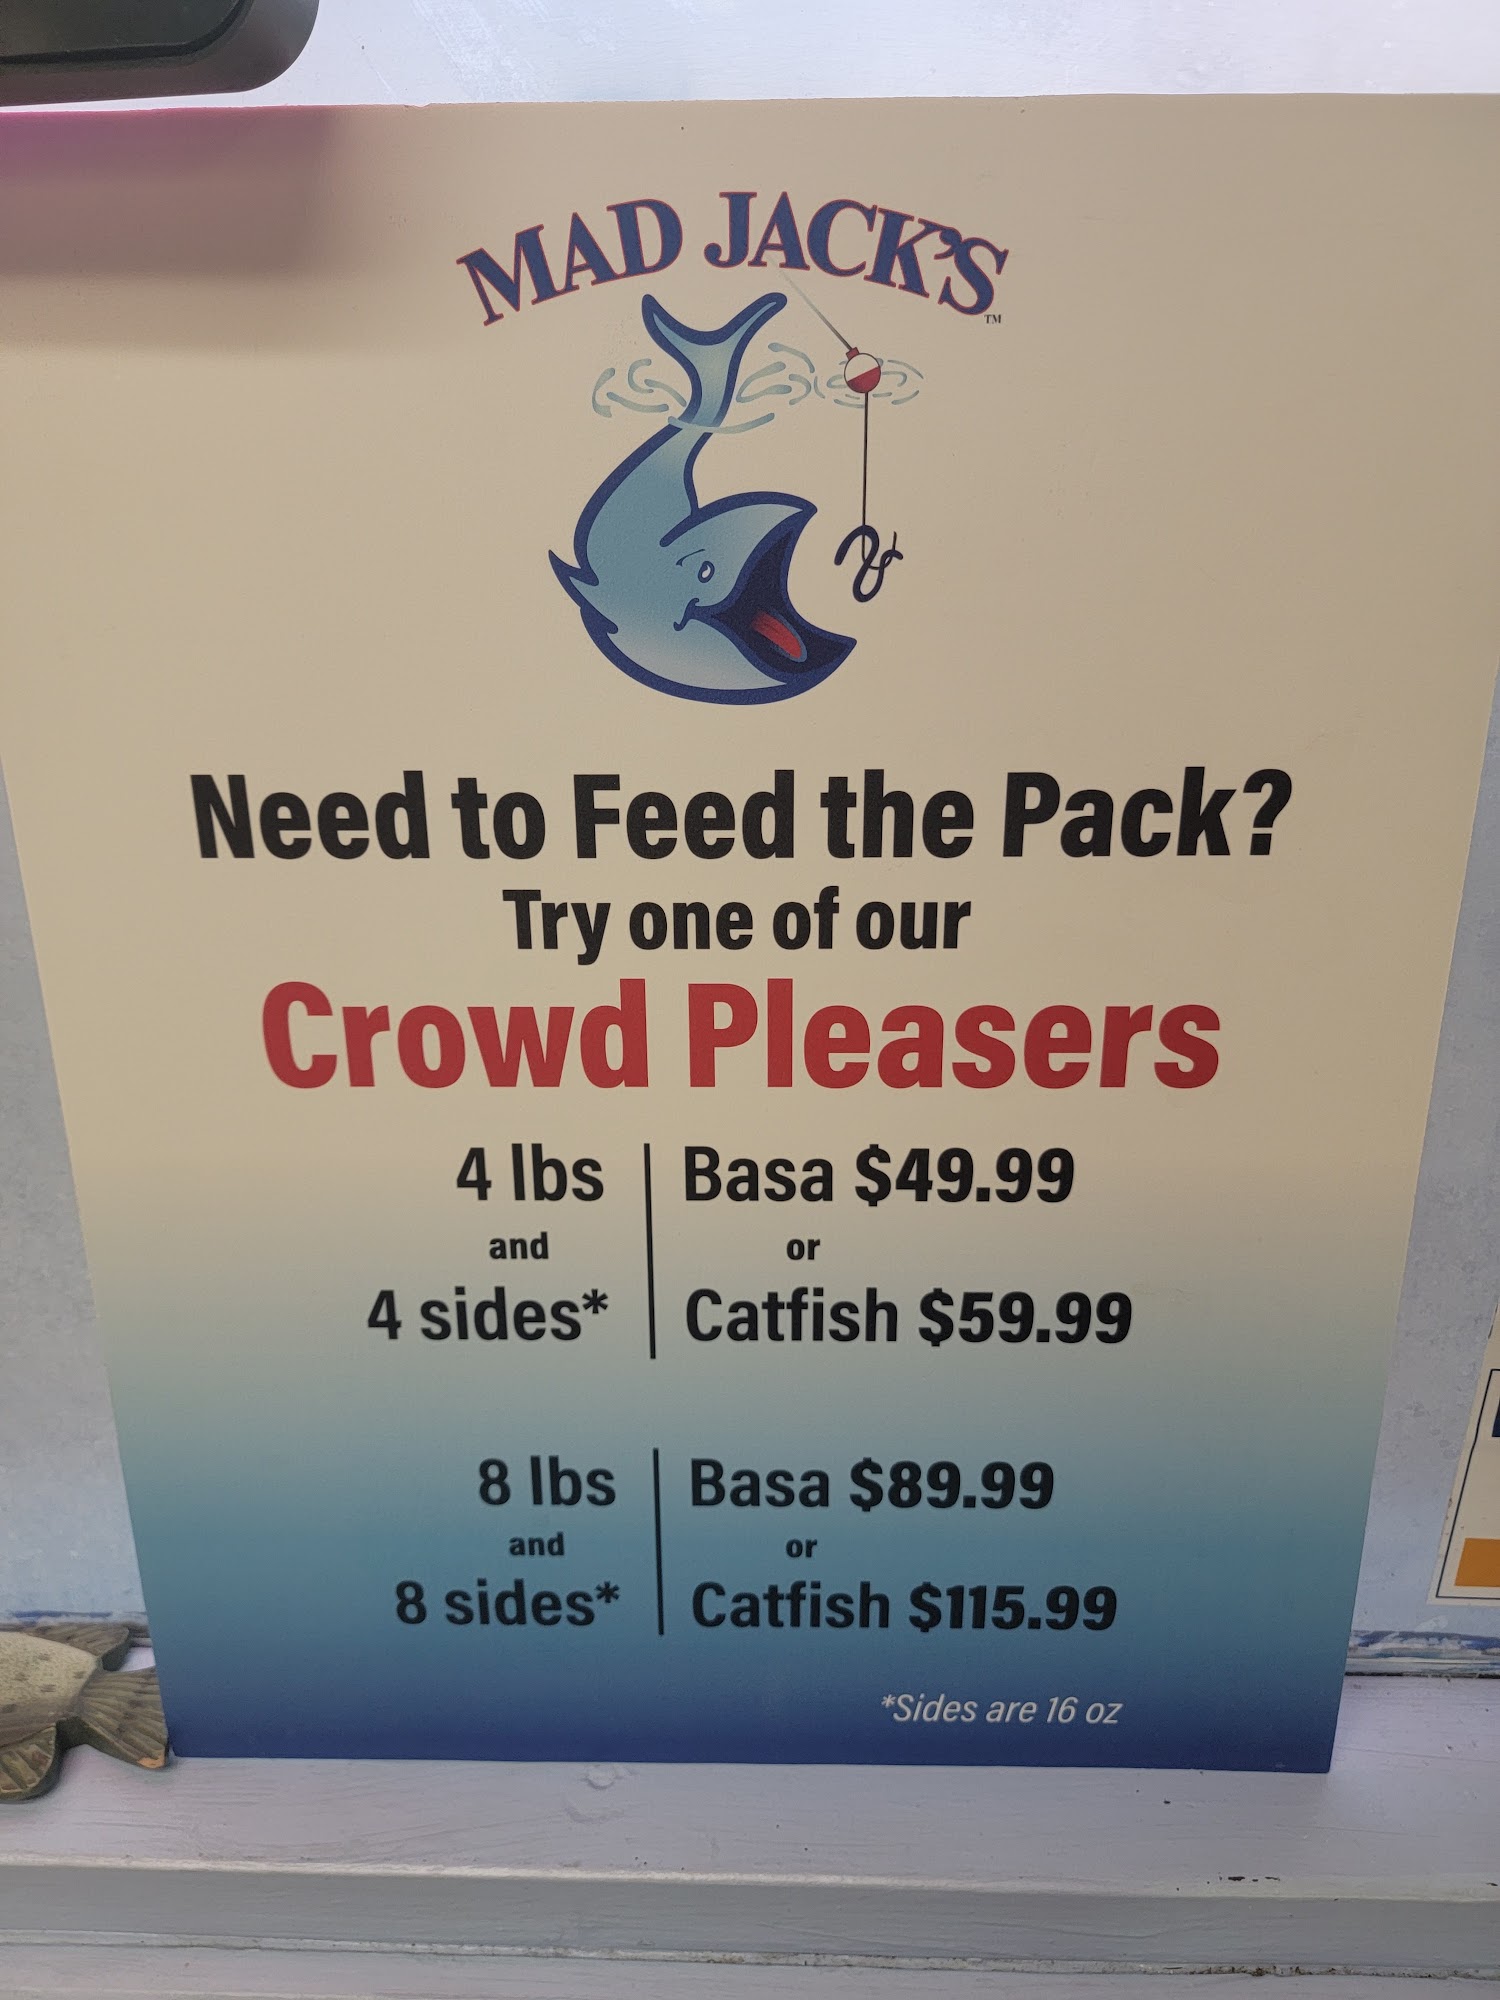 MAD JACK'S
TM
Need to Feed the Pack?
Try one of our
Crowd Pleasers
4 lbs
and
4 sides*
Basa $49.99
or
Catfish $59.99
8 lbs
and
8 sides*
Basa $89.99
or
Catfish $115.99
*Sides are 16 oz